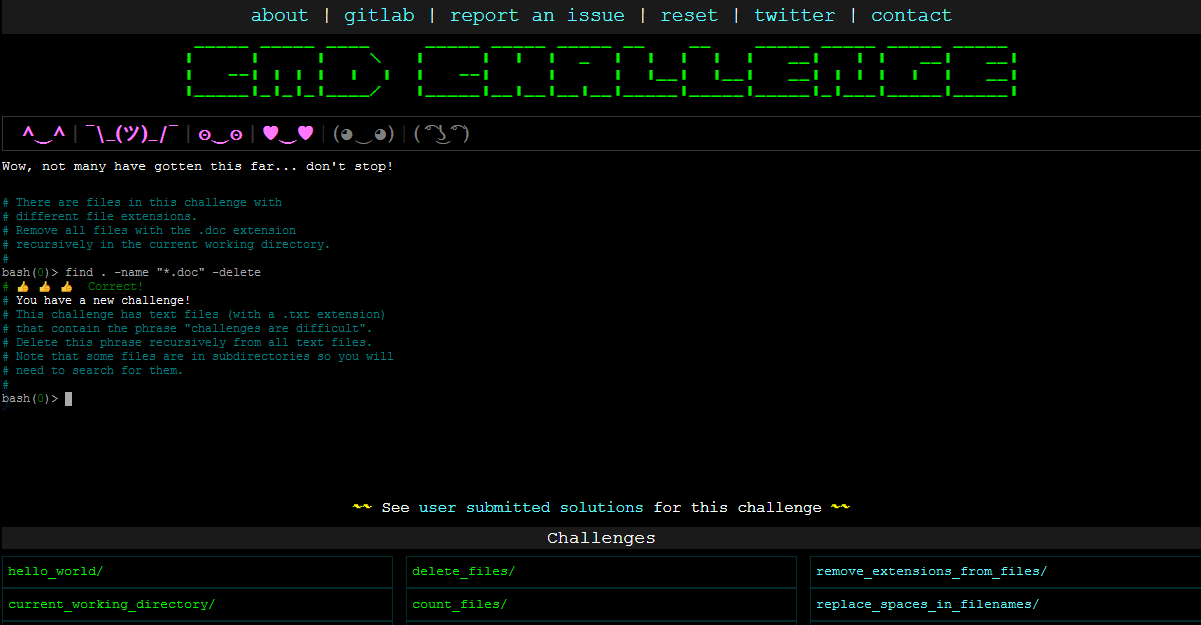 about | gitlab | report an issue | reset | twitter | contact
CMD CHALLENGE
^‿^ | ¯\_(ツ)_/¯ | ʘ‿ʘ | ♥‿♥ | (◕‿◕) | ( ͡° ͜ʖ ͡°)
Wow, not many have gotten this far... don't stop!
# There are files in this challenge with
# different file extensions.
# Remove all files with the .doc extension
# recursively in the current working directory.
#
bash(0)> find . -name "*.doc" -delete
# 👍 👍 👍 Correct!
# You have a new challenge!
# This challenge has text files (with a .txt extension)
# that contain the phrase "challenges are difficult".
# Delete this phrase recursively from all text files.
# Note that some files are in subdirectories so you will
# need to search for them.
#
bash(0)>
~~ See user submitted solutions for this challenge ~~
Challenges
hello_world/ delete_files/ remove_extensions_from_files/
current_working_directory/ count_files/ replace_spaces_in_filenames/